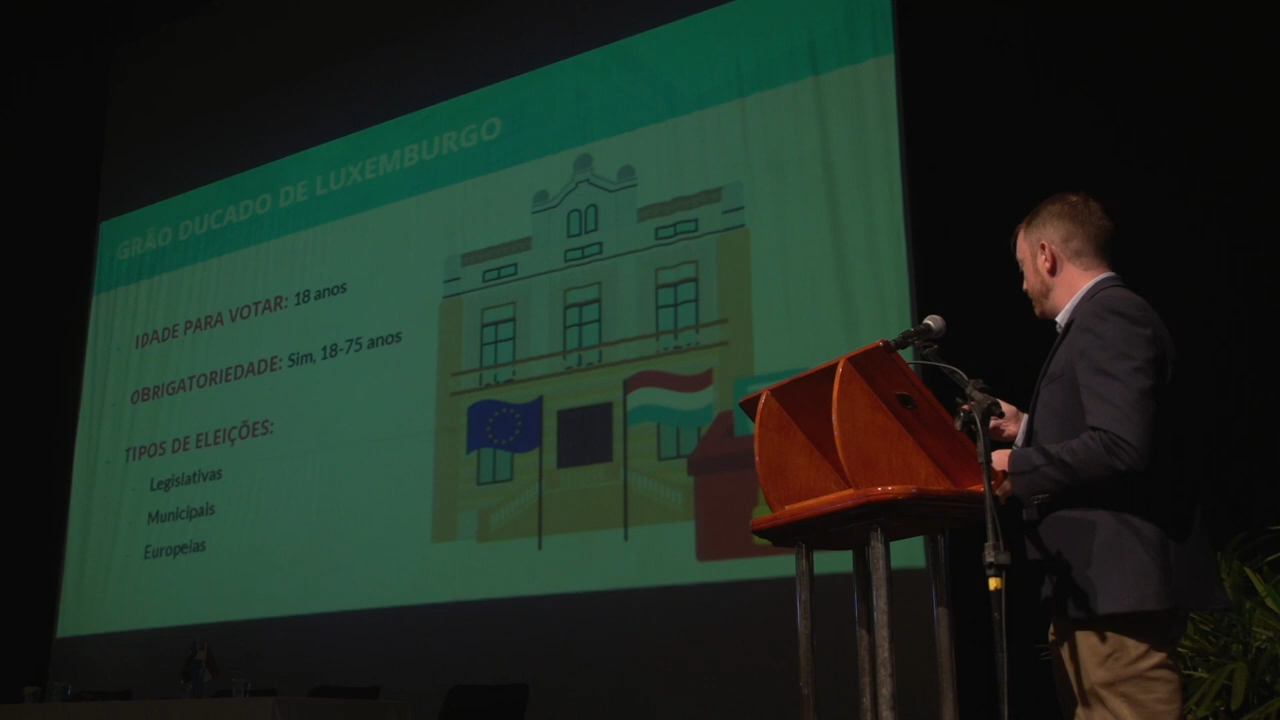 GRÃO DUCADO DE LUXEMBURGO
IDADE PARA VOTAR: 18 anos
OBRIGATORIEDADE: Sim, 18-75 anos
TIPOS DE ELEIÇÕES:
Legislativas
Municipais
Europeias